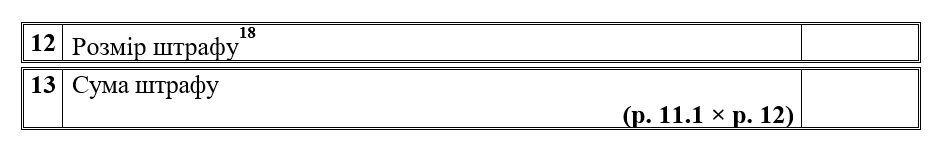 12 Розмір штрафу18
13 Сума штрафу
(р. 11.1 × р. 12)